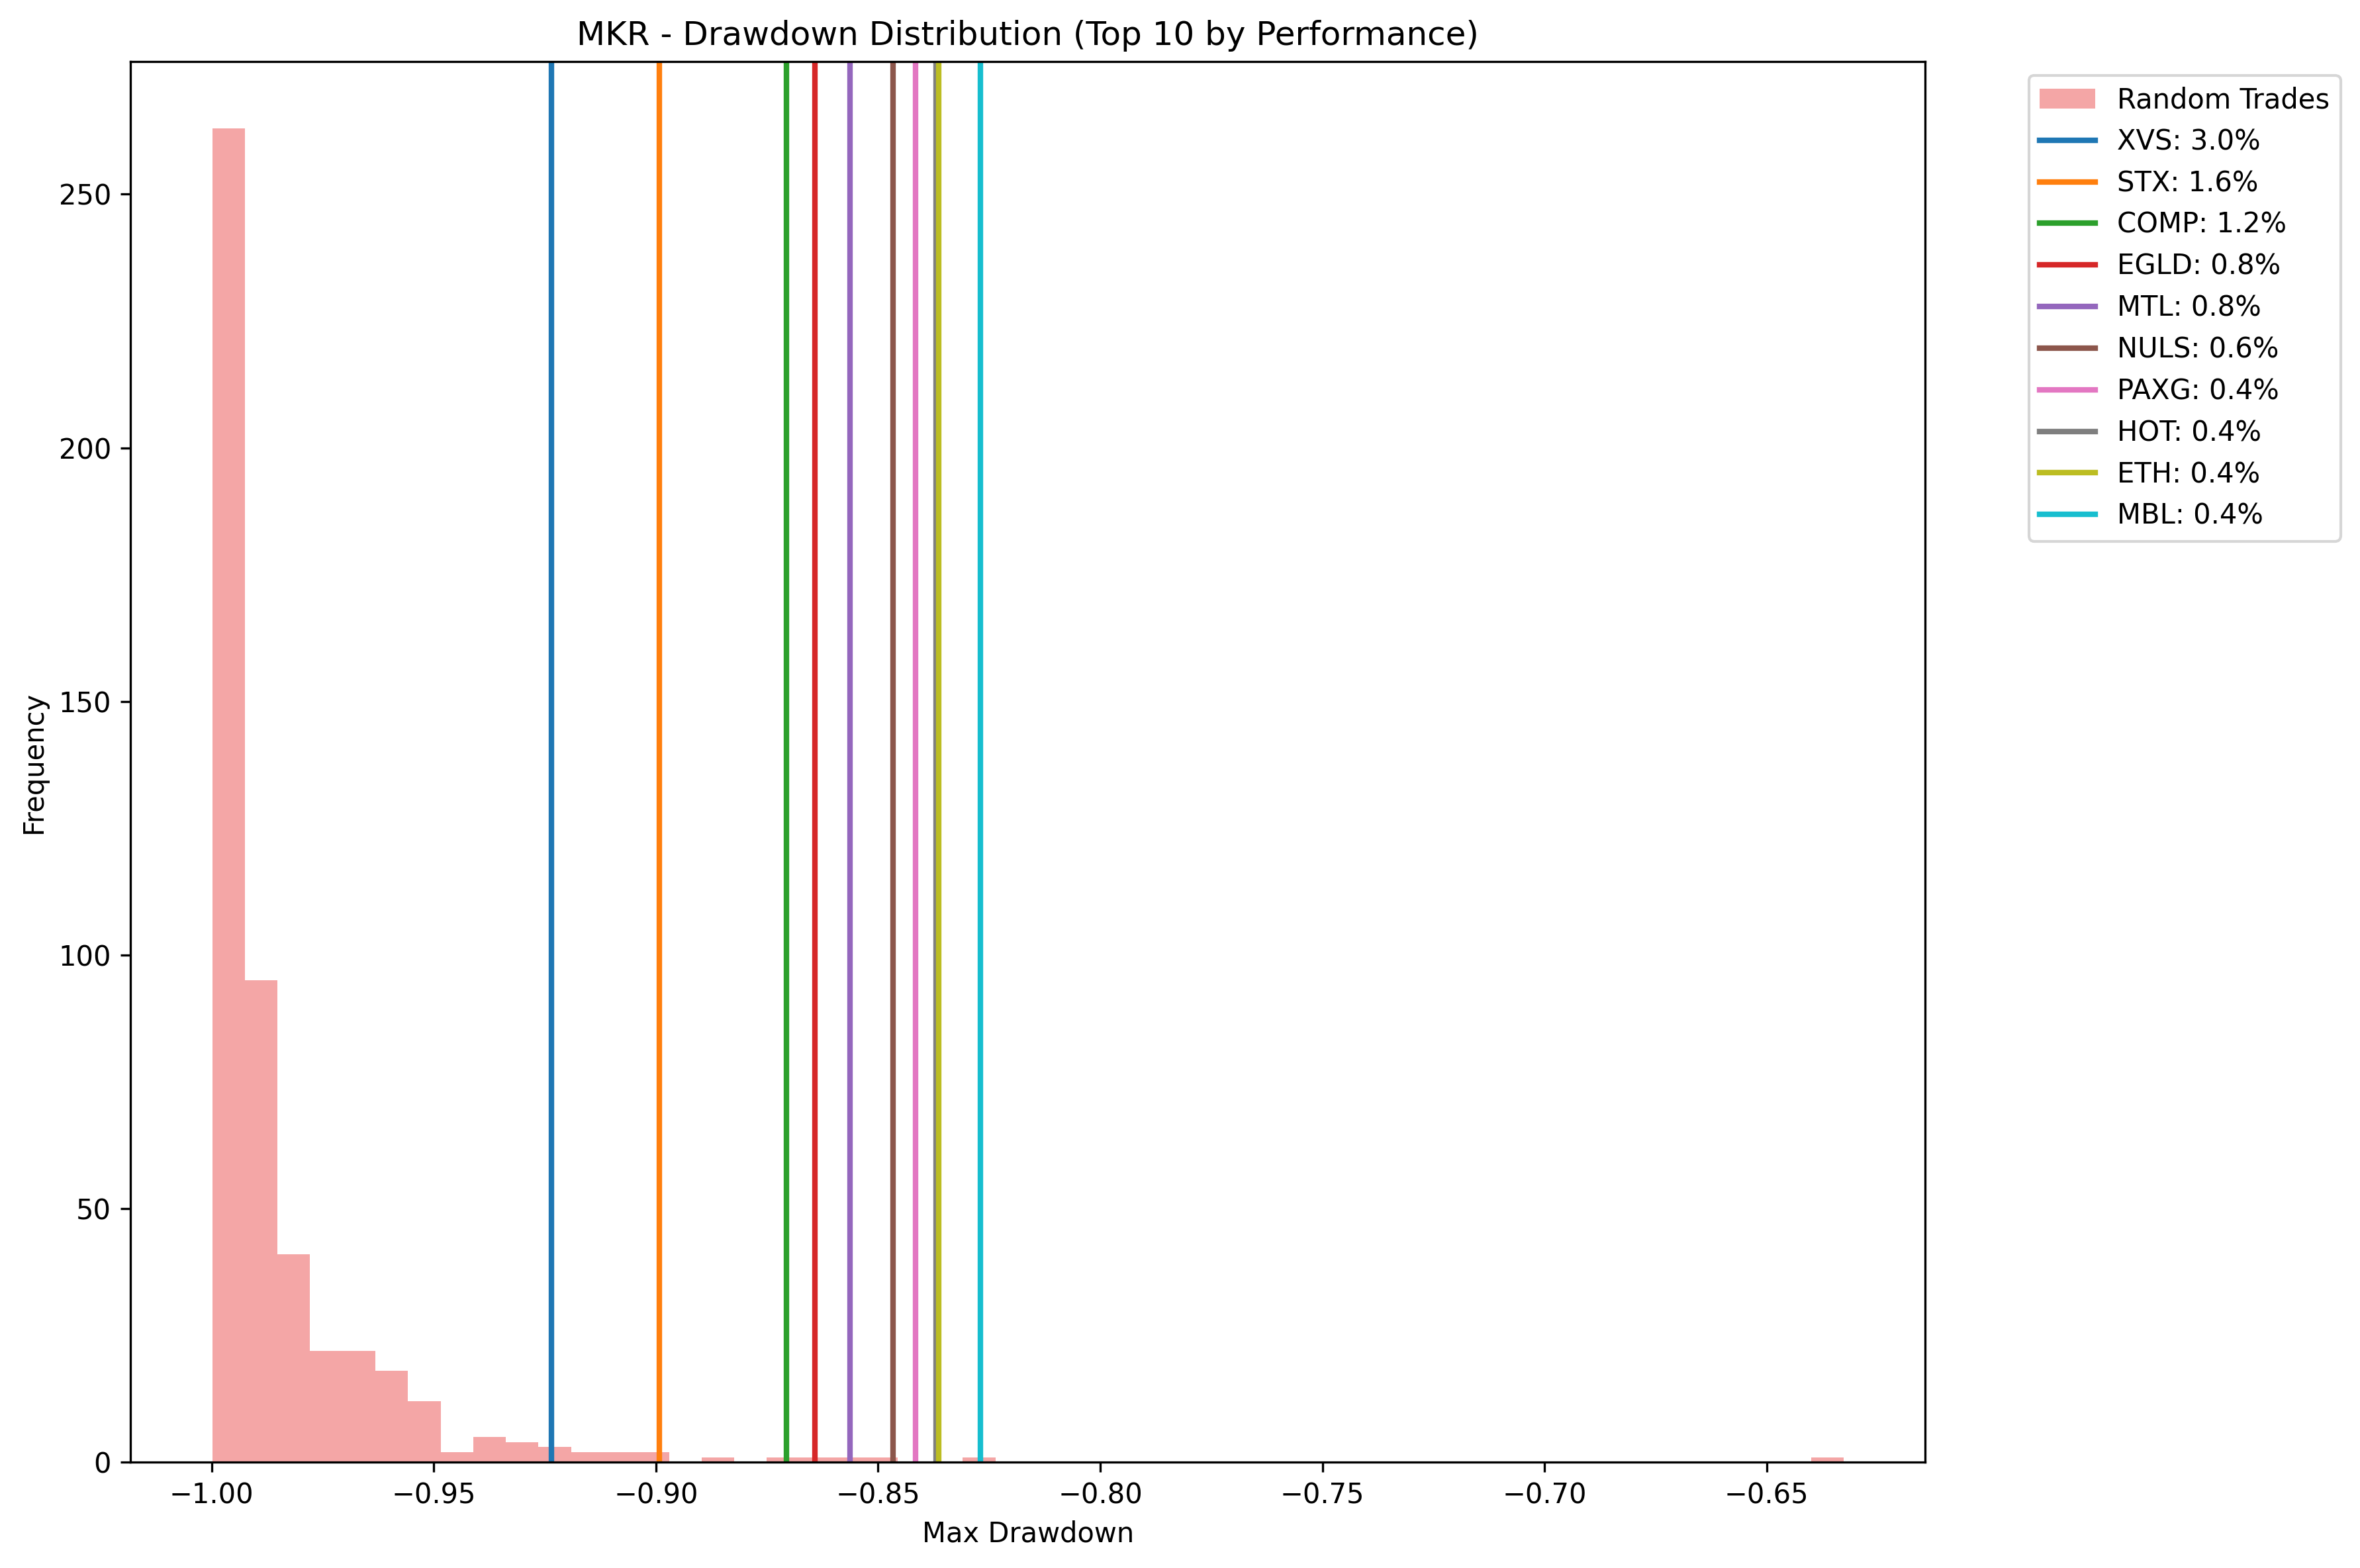 MKR - Drawdown Distribution (Top 10 by Performance)
Random Trades
XVS: 3.0%
STX: 1.6%
COMP: 1.2%
EGLD: 0.8%
MTL: 0.8%
NULS: 0.6%
PAXG: 0.4%
HOT: 0.4%
ETH: 0.4%
MBL: 0.4%
Frequency
250
200
150
100
50
0
−1.00
−0.95
−0.90
−0.85
−0.80
−0.75
−0.70
−0.65
Max Drawdown